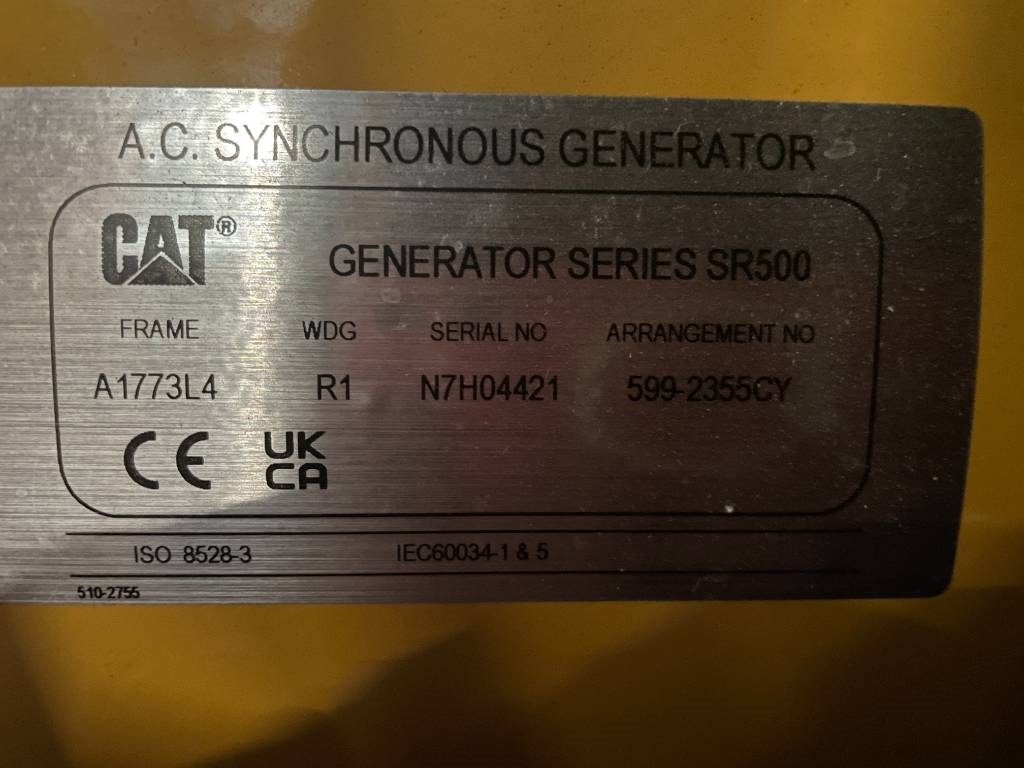 A.C. SYNCHRONOUS GENERATOR
CAT®
GENERATOR SERIES SR500
FRAME WDG SERIAL NO ARRANGEMENT NO
A1773L4 R1 N7H04421 599-2355CY
CE UK
CA
ISO 8528-3 IEC60034-1 & 5
510-2755